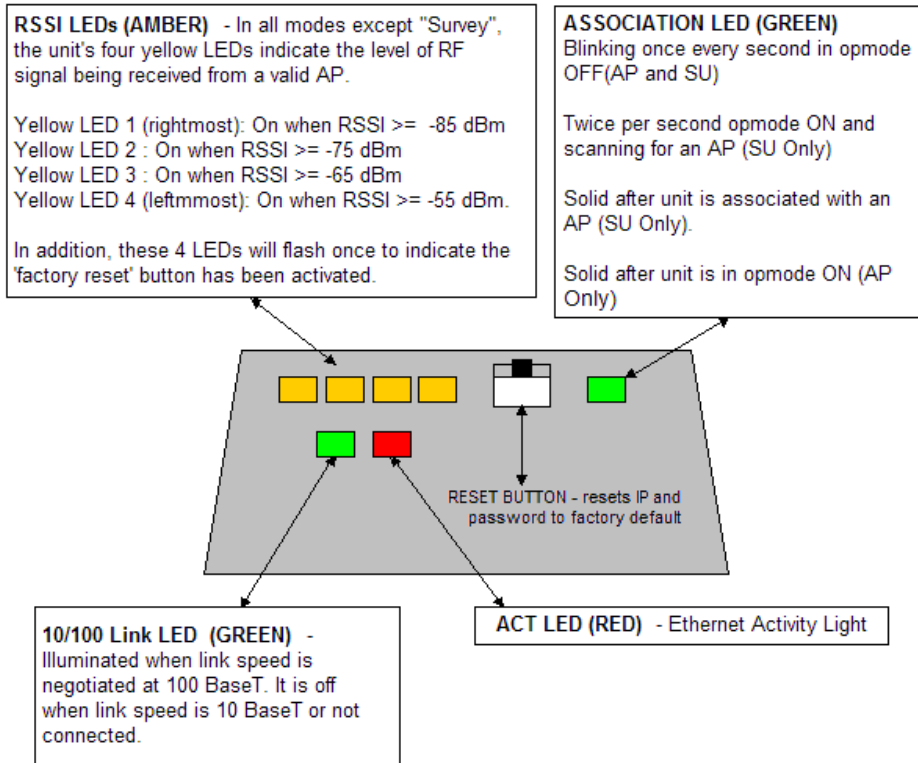 RSSI LEDs (AMBER) - In all modes except "Survey",
the unit's four yellow LEDs indicate the level of RF
signal being received from a valid AP.
Yellow LED 1 (rightmost): On when RSSI >= -85 dBm
Yellow LED 2 : On when RSSI >= -75 dBm
Yellow LED 3 : On when RSSI >= -65 dBm
Yellow LED 4 (leftmmost): On when RSSI >= -55 dBm.
In addition, these 4 LEDs will flash once to indicate the
'factory reset' button has been activated.
ASSOCIATION LED (GREEN)
Blinking once every second in opmode
OFF(AP and SU)
Twice per second opmode ON and
scanning for an AP (SU Only)
Solid after unit is associated with an
AP (SU Only).
Solid after unit is in opmode ON (AP
Only)
RESET BUTTON - resets IP and
password to factory default
10/100 Link LED (GREEN) -
Illuminated when link speed is
negotiated at 100 BaseT. It is off
when link speed is 10 BaseT or not
connected.
ACT LED (RED) - Ethernet Activity Light